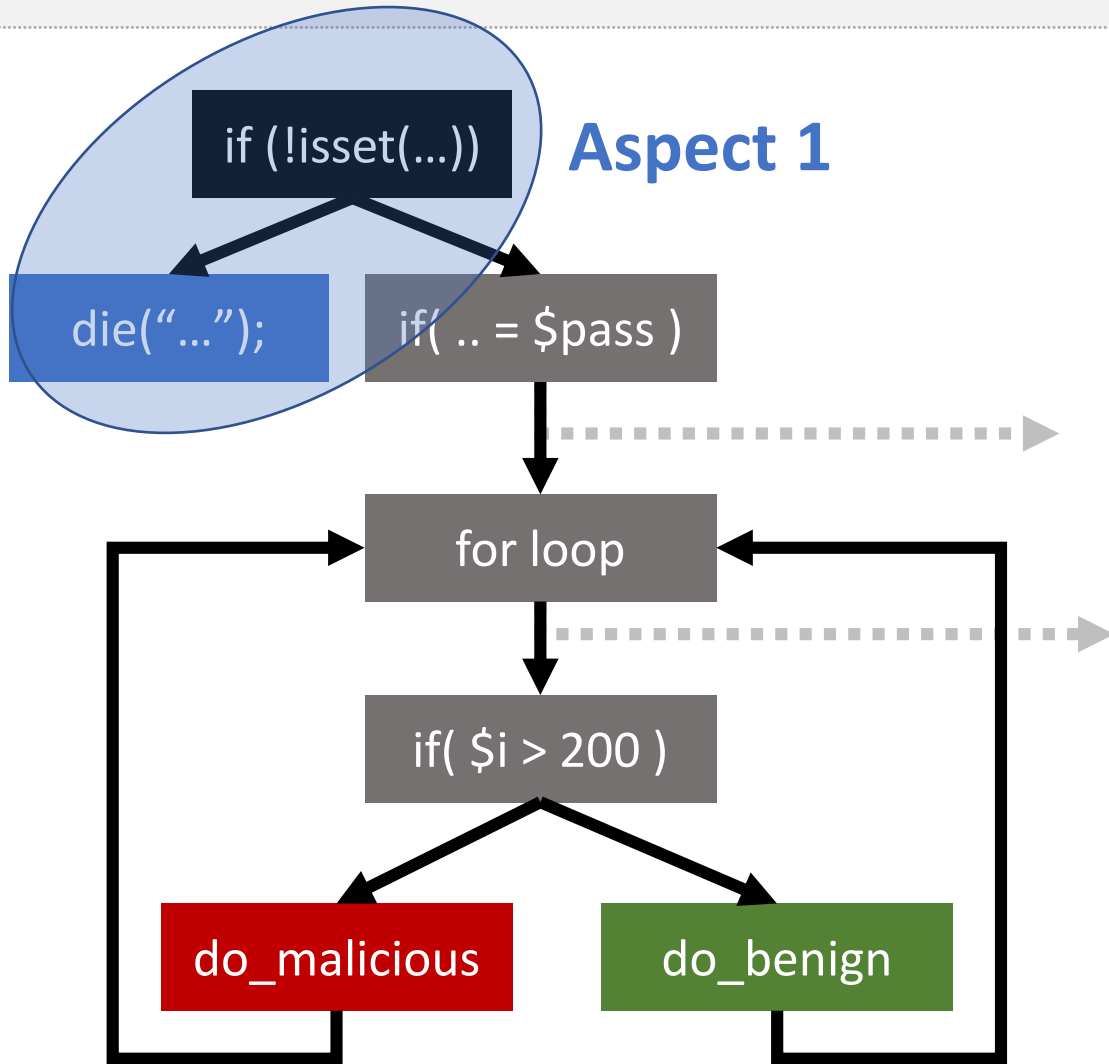 if (!isset(…))
Aspect 1
die(“…”);
if( .. = $pass )
for loop
if( $i > 200 )
do_malicious
do_benign